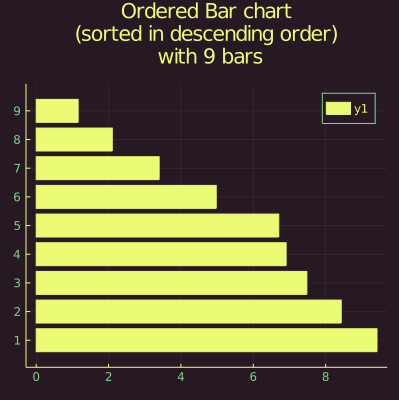 Ordered Bar chart
(sorted in descending order)
with 9 bars
y1
9
8
7
6
5
4
3
2
1
0 2 4 6 8